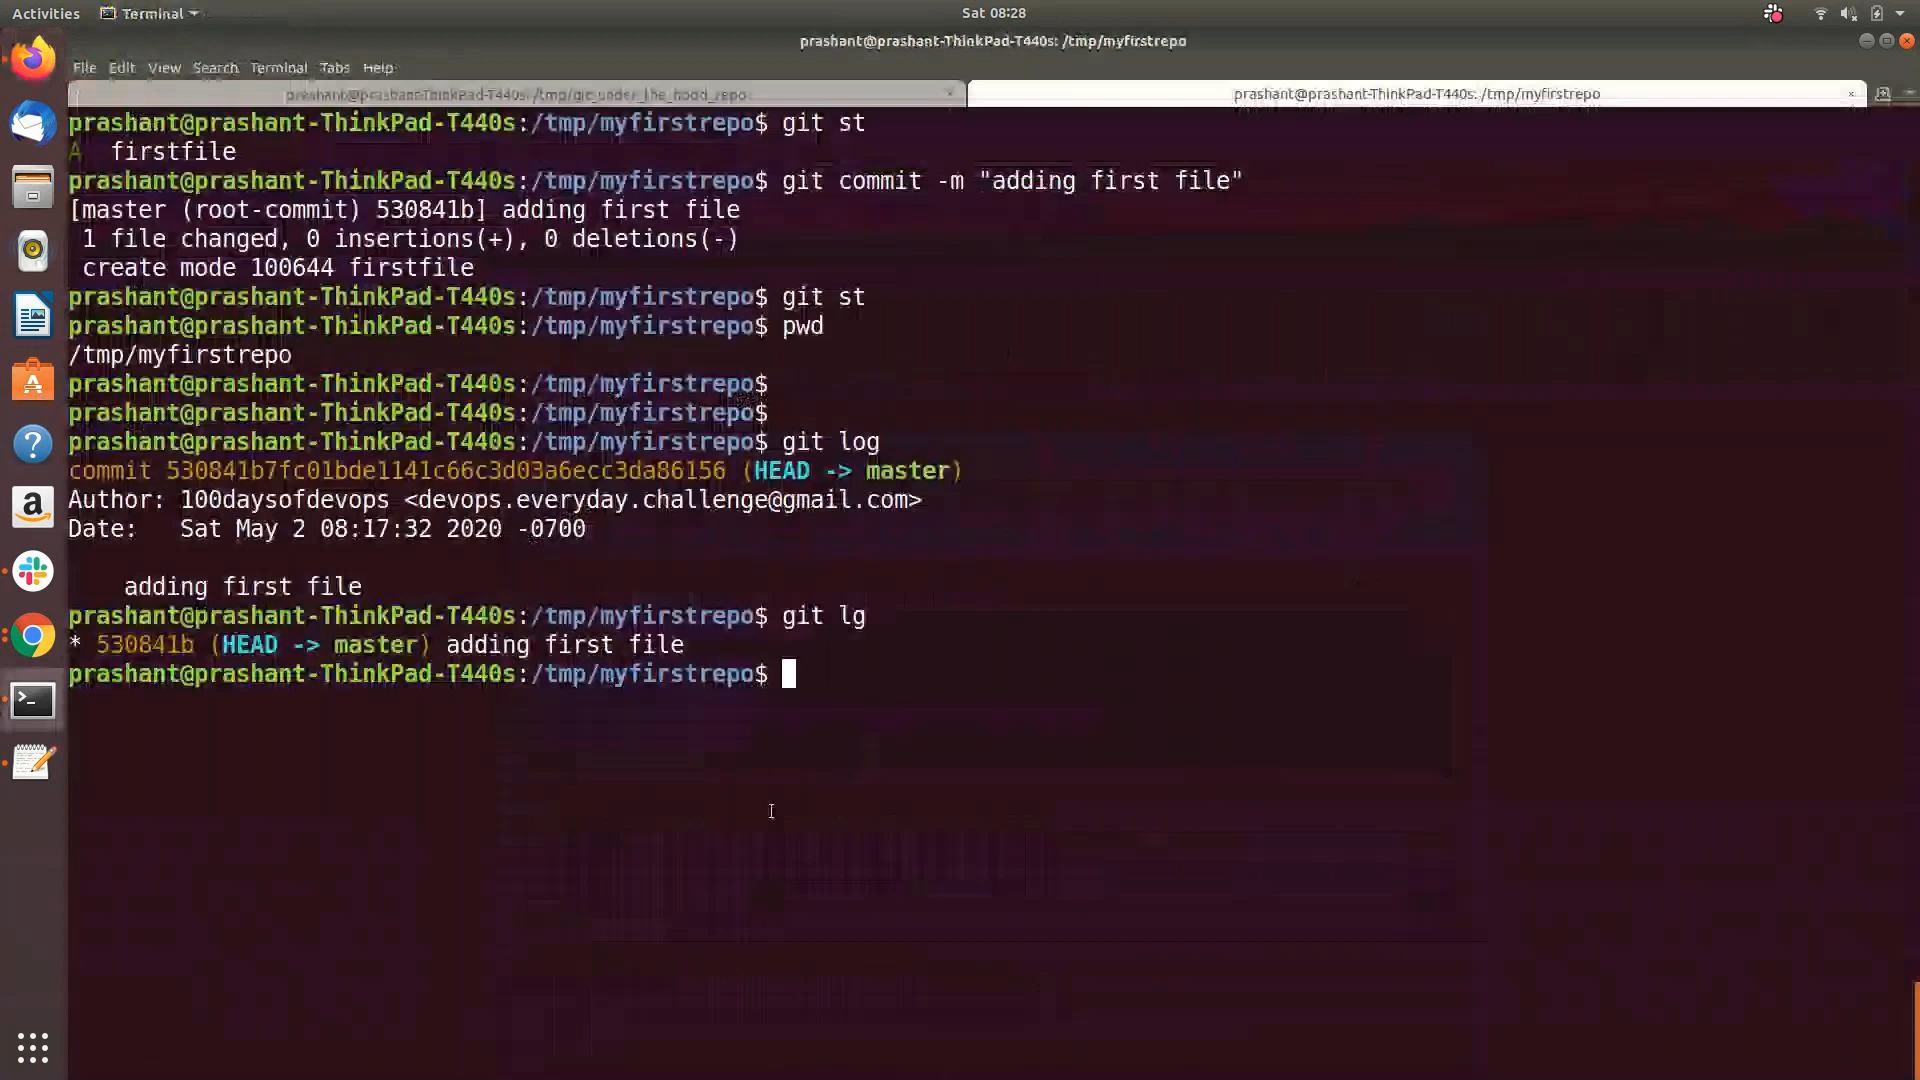 Activities Terminal Sat 08:28
prashant@prashant-ThinkPad-T440s: /tmp/myfirstrepo
File Edit View Search Terminal Tabs Help
prashant@prashant-ThinkPad-T440s: /tmp/git_under_the_hood_repo prashant@prashant-ThinkPad-T440s: /tmp/myfirstrepo
prashant@prashant-ThinkPad-T440s:/tmp/myfirstrepo$ git st
A  firstfile
prashant@prashant-ThinkPad-T440s:/tmp/myfirstrepo$ git commit -m "adding first file"
[master (root-commit) 530841b] adding first file
 1 file changed, 0 insertions(+), 0 deletions(-)
 create mode 100644 firstfile
prashant@prashant-ThinkPad-T440s:/tmp/myfirstrepo$ git st
prashant@prashant-ThinkPad-T440s:/tmp/myfirstrepo$ pwd
/tmp/myfirstrepo
prashant@prashant-ThinkPad-T440s:/tmp/myfirstrepo$
prashant@prashant-ThinkPad-T440s:/tmp/myfirstrepo$
prashant@prashant-ThinkPad-T440s:/tmp/myfirstrepo$ git log
commit 530841b7fc01bde1141c66c3d03a6ecc3da86156 (HEAD -> master)
Author: 100daysofdevops <devops.everyday.challenge@gmail.com>
Date:   Sat May 2 08:17:32 2020 -0700
    adding first file
prashant@prashant-ThinkPad-T440s:/tmp/myfirstrepo$ git lg
* 530841b (HEAD -> master) adding first file
prashant@prashant-ThinkPad-T440s:/tmp/myfirstrepo$